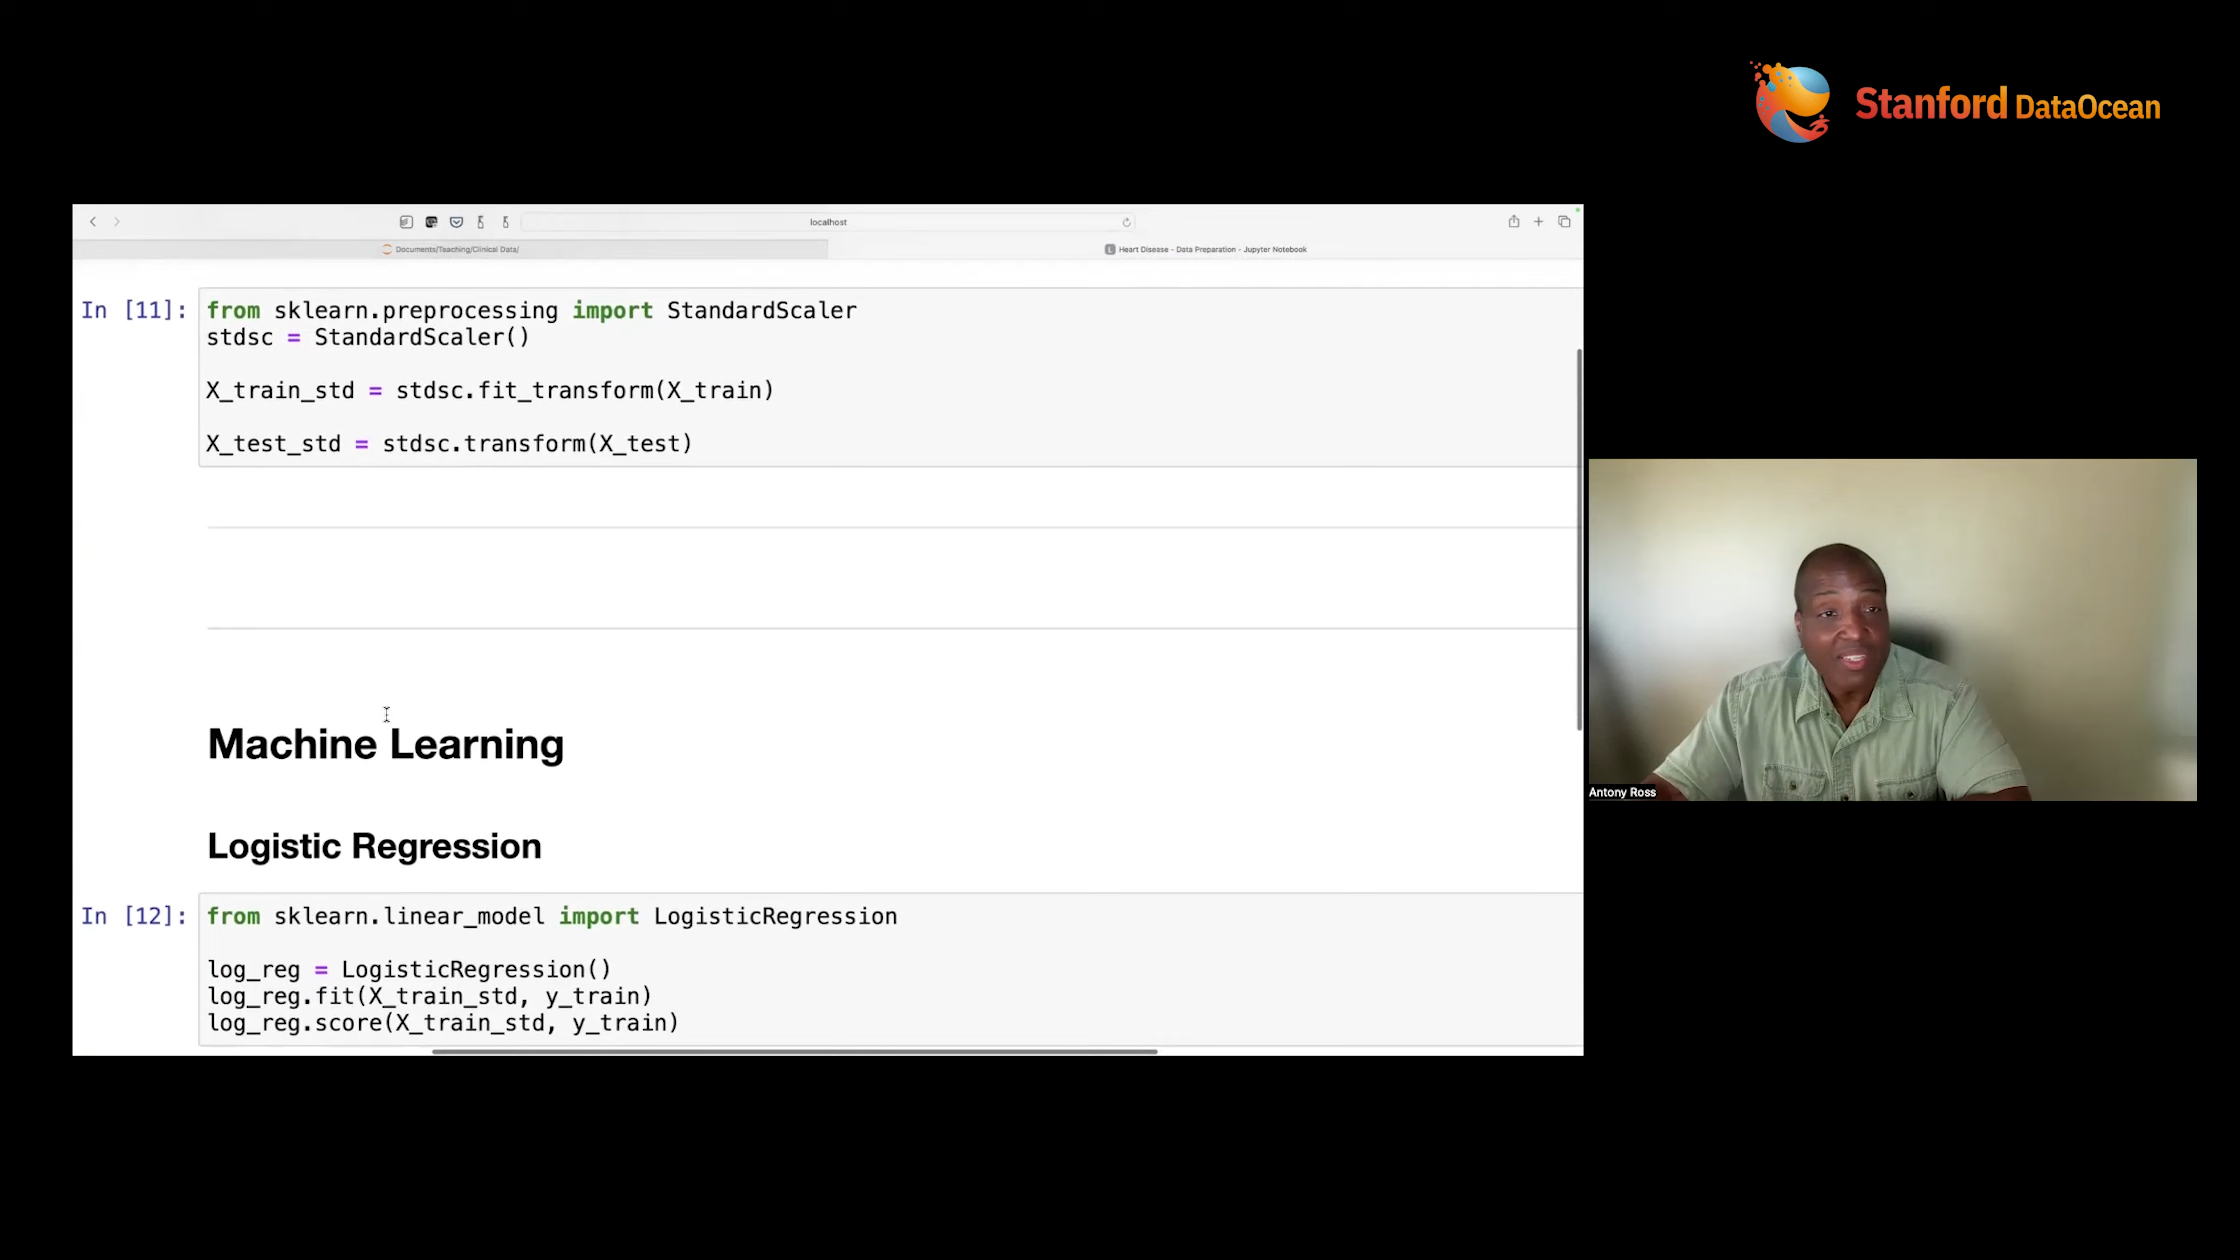 Stanford DataOcean
localhost
Documents/Teaching/Clinical Data/
Heart Disease - Data Preparation - Jupyter Notebook
In [11]: from sklearn.preprocessing import StandardScaler
stdsc = StandardScaler()
X_train_std = stdsc.fit_transform(X_train)
X_test_std = stdsc.transform(X_test)
Machine Learning
Logistic Regression
In [12]: from sklearn.linear_model import LogisticRegression
log_reg = LogisticRegression()
log_reg.fit(X_train_std, y_train)
log_reg.score(X_train_std, y_train)
Antony Ross